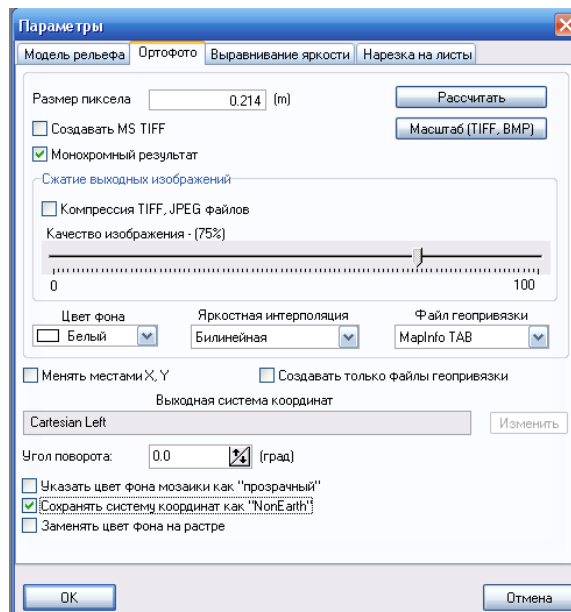 Параметры
Модель рельефа Ортофото Выравнивание яркости Нарезка на листы
Размер пиксела 0.214 (m) Рассчитать
Создавать MS TIFF Масштаб (TIFF, BMP)
Монохромный результат
Сжатие выходных изображений
Компрессия TIFF, JPEG файлов
Качество изображения - (75%)
0 100
Цвет фона Яркостная интерполяция Файл геопривязки
Белый Билинейная MapInfo TAB
Менять местами X, Y Создавать только файлы геопривязки
Выходная система координат
Cartesian Left Изменить
Угол поворота: 0.0 (град)
Указать цвет фона мозаики как "прозрачный"
Сохранять систему координат как "NonEarth"
Заменять цвет фона на растре
OK Отмена